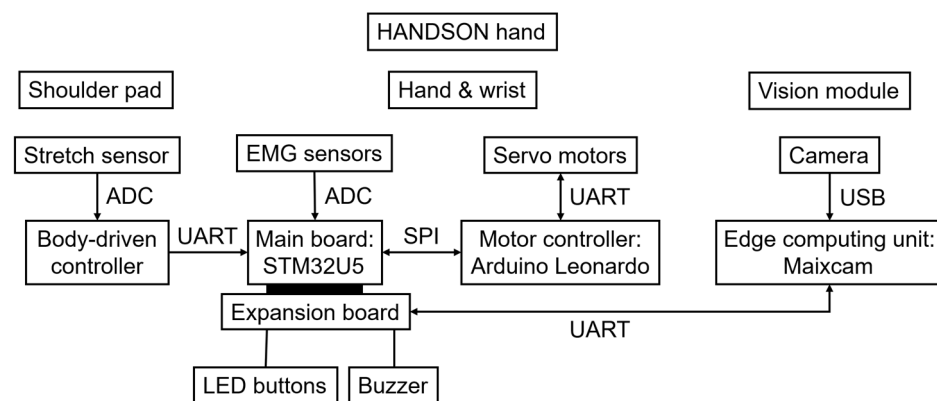 HANDSON hand
Shoulder pad
Hand & wrist
Vision module
Stretch sensor
EMG sensors
Servo motors
Camera
ADC
ADC
UART
USB
Body-driven
controller
UART
Main board:
STM32U5
SPI
Motor controller:
Arduino Leonardo
Edge computing unit:
Maixcam
Expansion board
UART
LED buttons
Buzzer